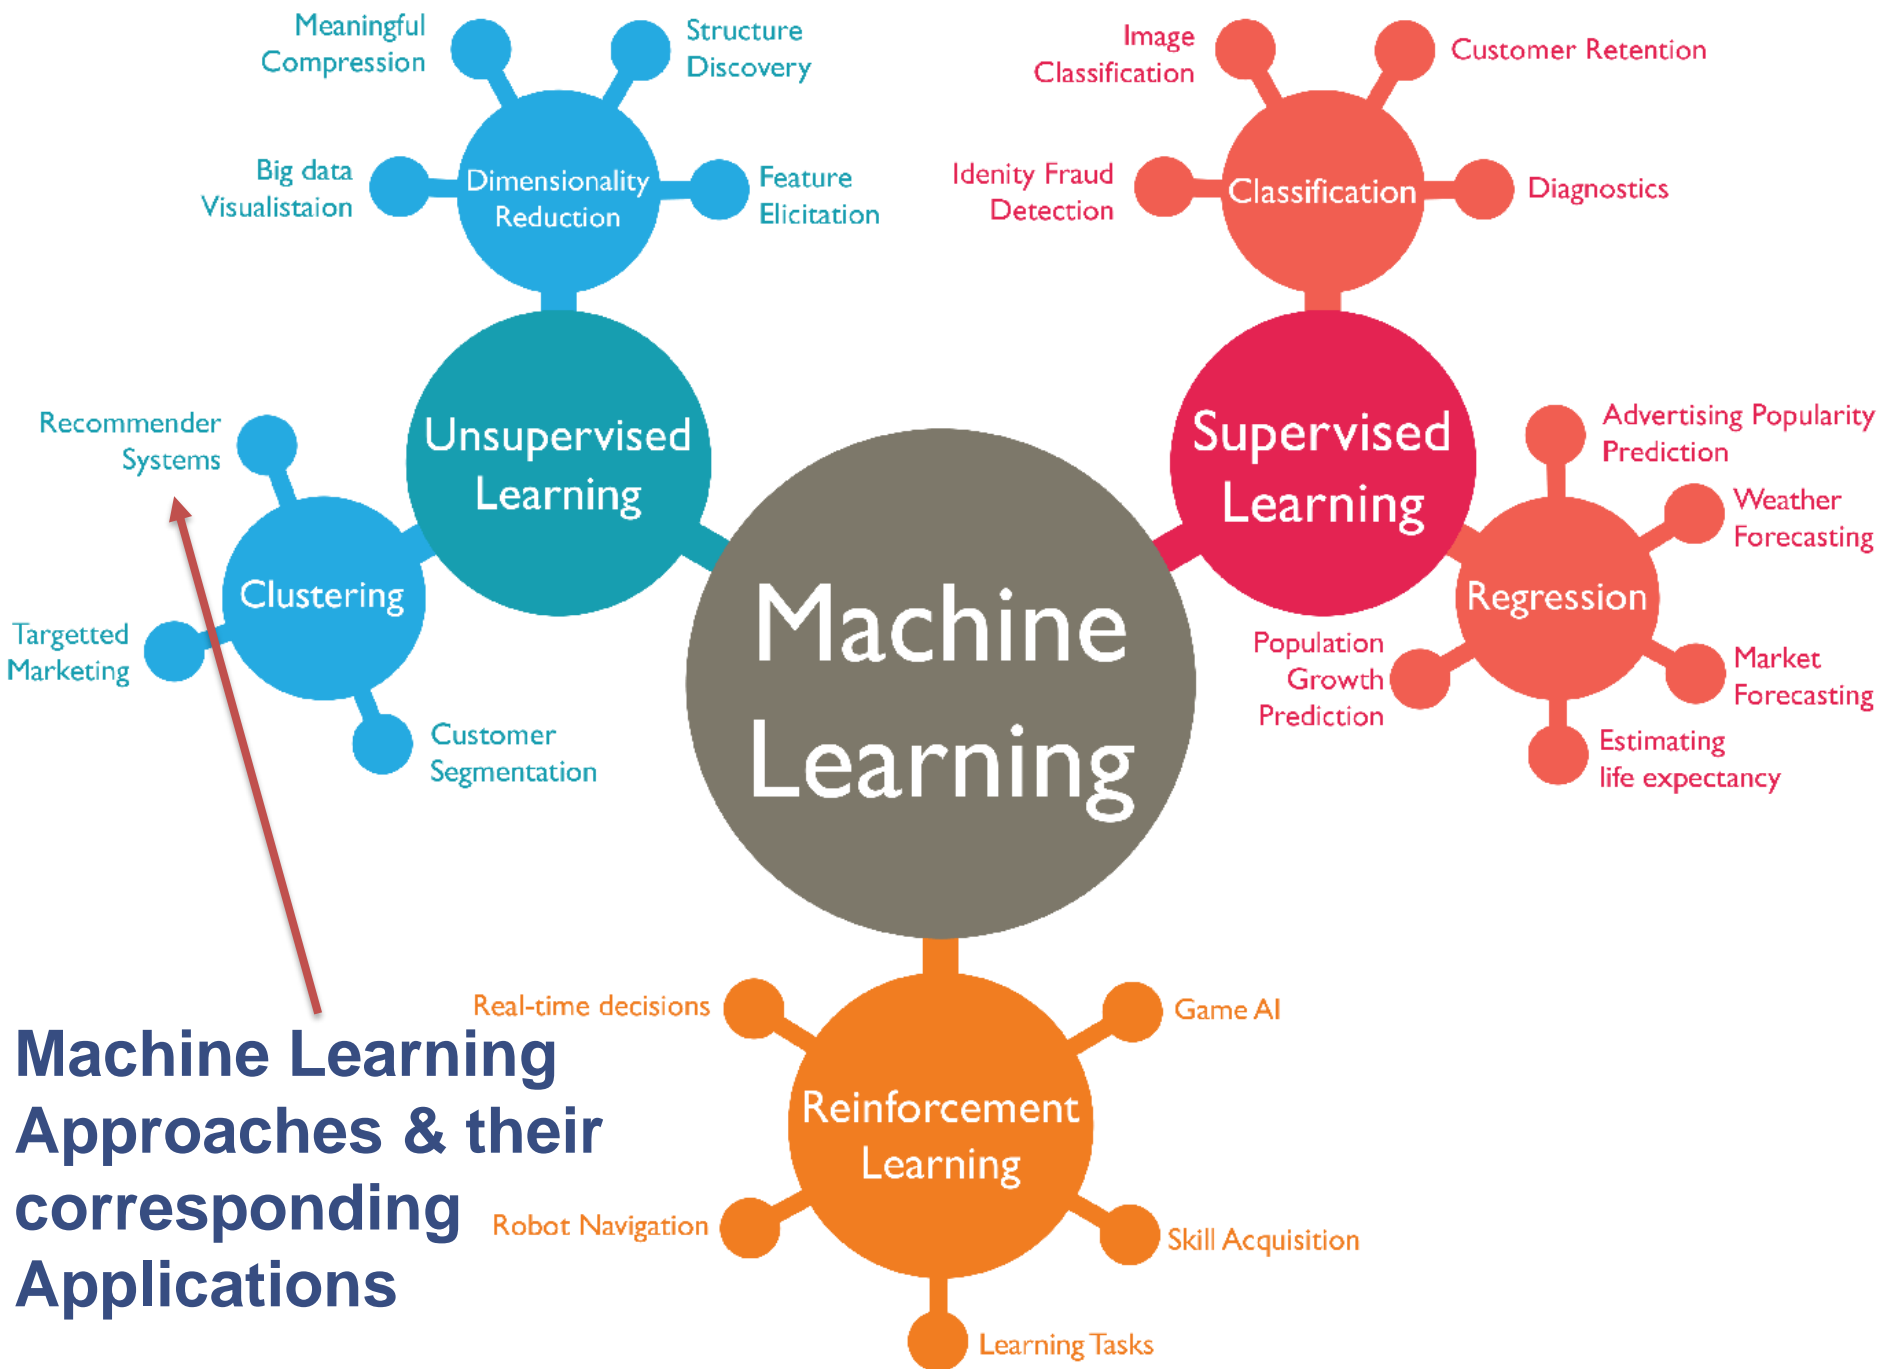 Meaningful
Compression
Structure
Discovery
Big data
Visualistaion
Dimensionality
Reduction
Feature
Elicitation
Image
Classification
Customer Retention
Idenity Fraud
Detection
Classification
Diagnostics
Unsupervised
Learning
Supervised
Learning
Recommender
Systems
Clustering
Targetted
Marketing
Customer
Segmentation
Machine
Learning
Advertising Popularity
Prediction
Weather
Forecasting
Regression
Population
Growth
Prediction
Market
Forecasting
Estimating
life expectancy
Real-time decisions
Game AI
Reinforcement
Learning
Robot Navigation
Skill Acquisition
Learning Tasks
Machine Learning
Approaches & their
corresponding
Applications